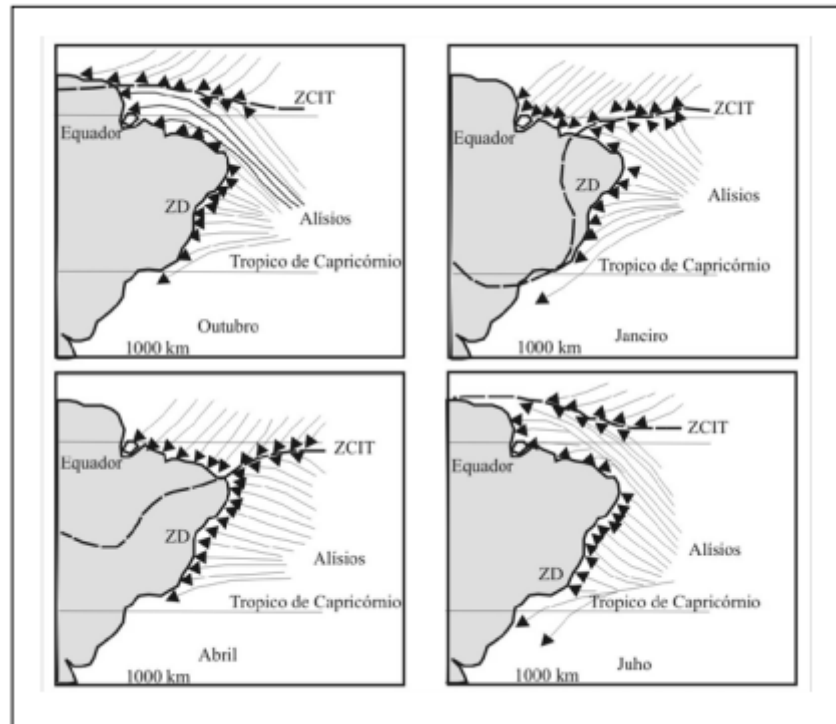 ZCIT
Equador
ZD
Alísios
Tropico de Capricórnio
Outubro
1000 km
ZCIT
Equador
ZD
Alísios
Tropico de Capricórnio
Janeiro
1000 km
ZCIT
Equador
ZD
Alísios
Tropico de Capricórnio
Abril
1000 km
ZCIT
Equador
Alísios
ZD
Tropico de Capricórnio
Juho
1000 km